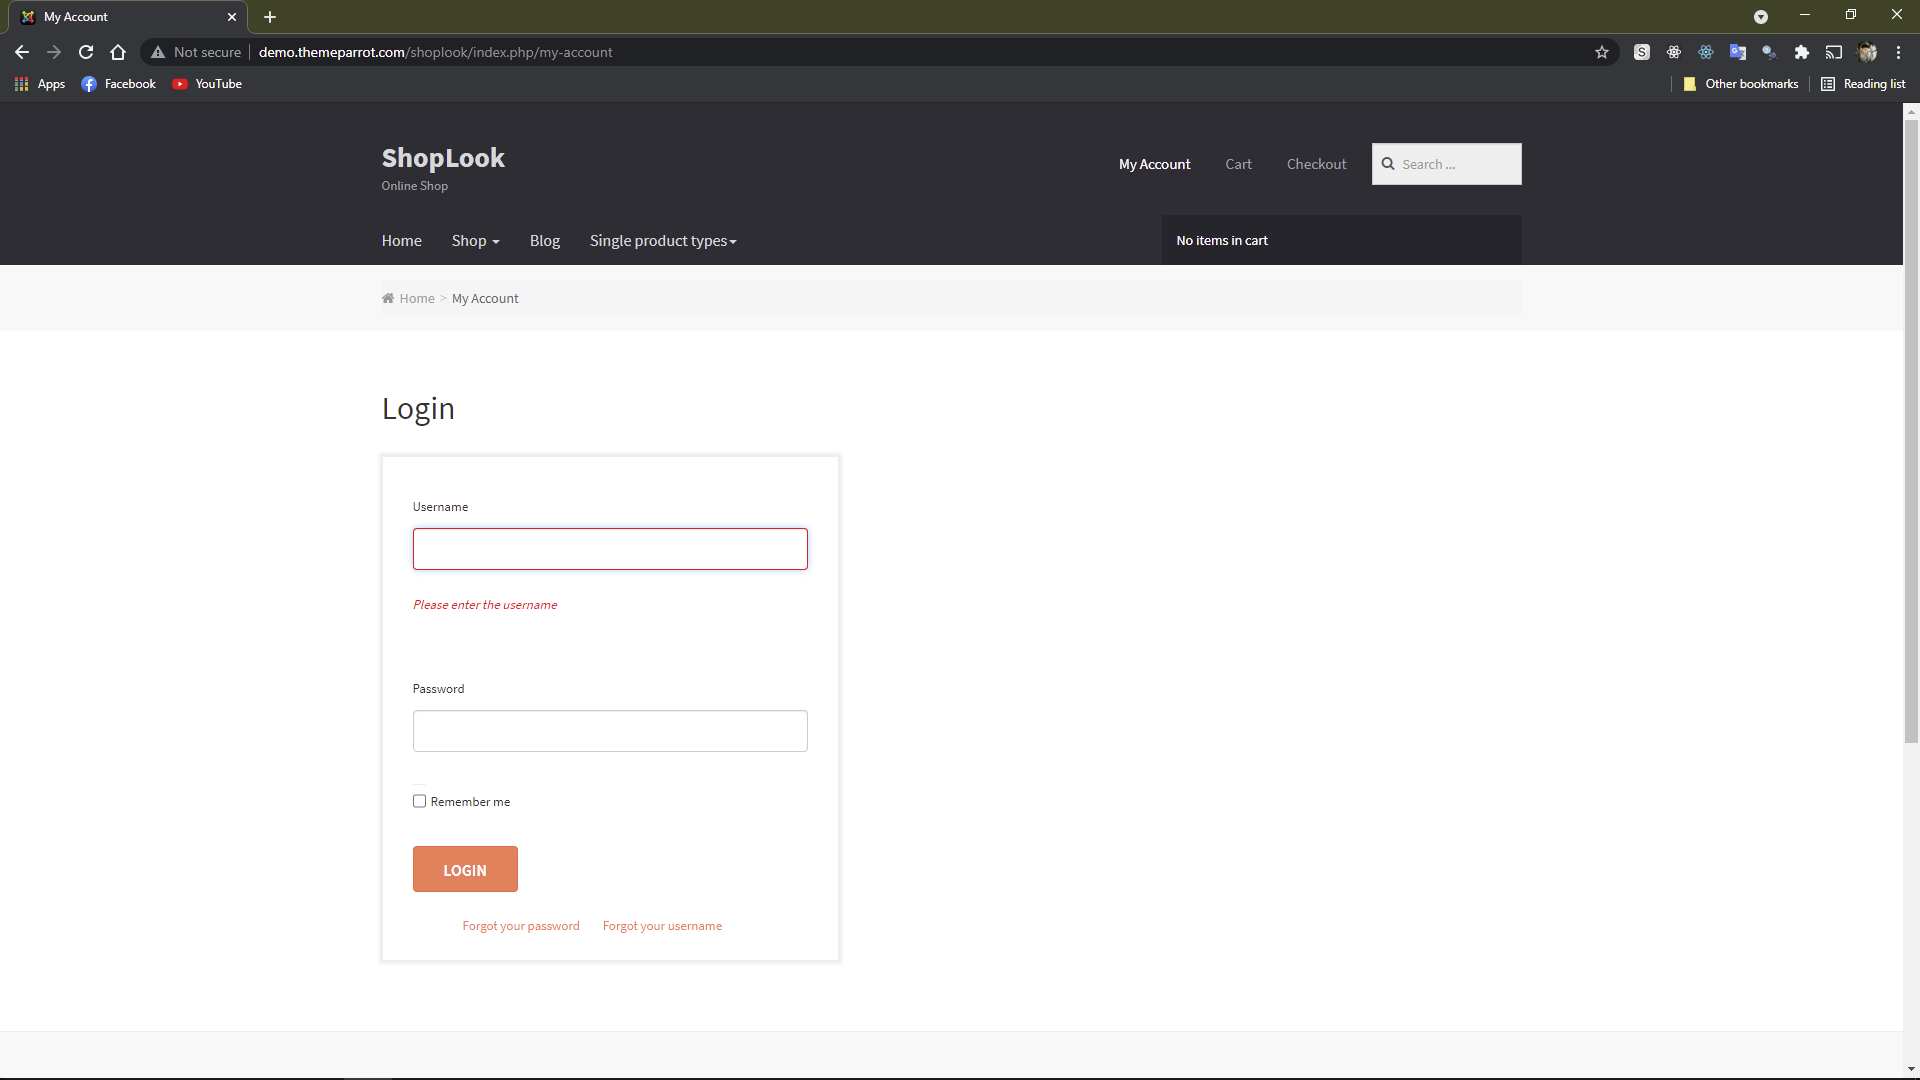 My Account
Not secure
demo.themeparrot.com/shoplook/index.php/my-account
Apps
Facebook
YouTube
Other bookmarks
Reading list
ShopLook
Online Shop
My Account
Cart
Checkout
Search ...
Home
Shop
Blog
Single product types
No items in cart
Home > My Account
Login
Username
Please enter the username
Password
Remember me
LOGIN
Forgot your password
Forgot your username